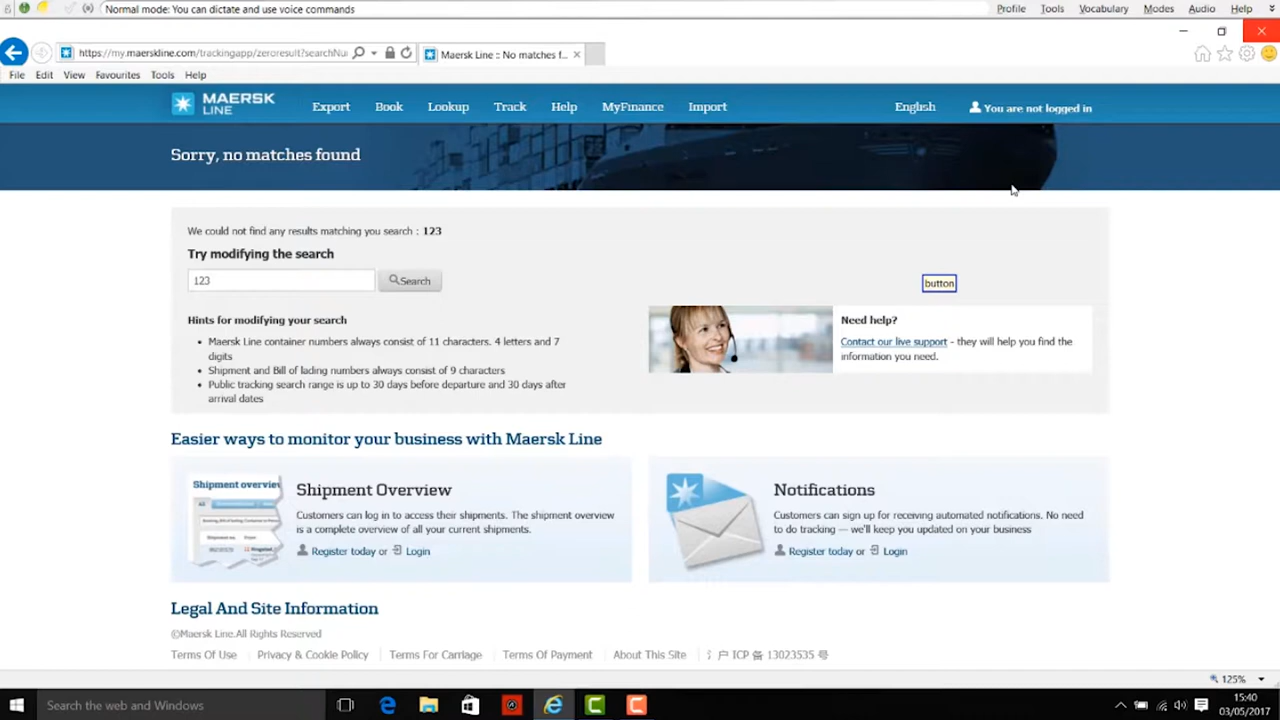 Normal mode: You can dictate and use voice commands
Profile Tools Vocabulary Modes Audio Help
https://my.maerskline.com/trackingapp/zeroresult?searchNu
Maersk Line :: No matches f...
File Edit View Favourites Tools Help
MAERSK LINE
Export Book Lookup Track Help MyFinance Import English You are not logged in
Sorry, no matches found
We could not find any results matching you search : 123
Try modifying the search
123 Search
button
Hints for modifying your search
Maersk Line container numbers always consist of 11 characters. 4 letters and 7
digits
Shipment and Bill of lading numbers always consist of 9 characters
Public tracking search range is up to 30 days before departure and 30 days after
arrival dates
Need help?
Contact our live support - they will help you find the
information you need.
Easier ways to monitor your business with Maersk Line
Shipment overview
Shipment Overview
Customers can log in to access their shipments. The shipment overview
is a complete overview of all your current shipments.
Register today or Login
Notifications
Customers can sign up for receiving automated notifications. No need
to do tracking — we'll keep you updated on your business
Register today or Login
Legal And Site Information
©Maersk Line.All Rights Reserved
Terms Of Use Privacy & Cookie Policy Terms For Carriage Terms Of Payment About This Site ICP 备 13023535 号
125%
Search the web and Windows
15:40
03/05/2017